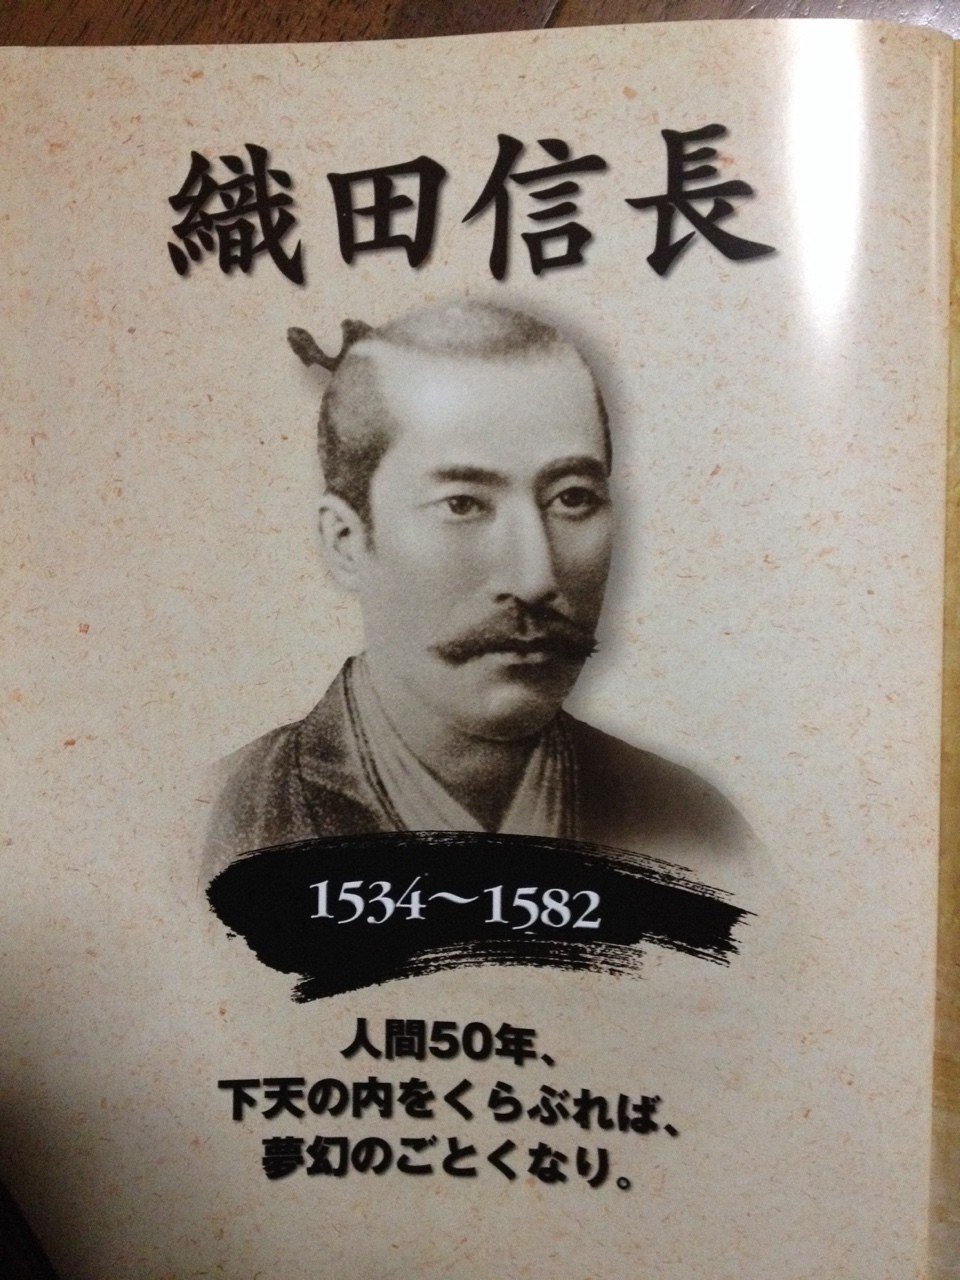 織田信長
1534〜1582
人間50年、
下天の内をくらぶれば、
夢幻のごとくなり。